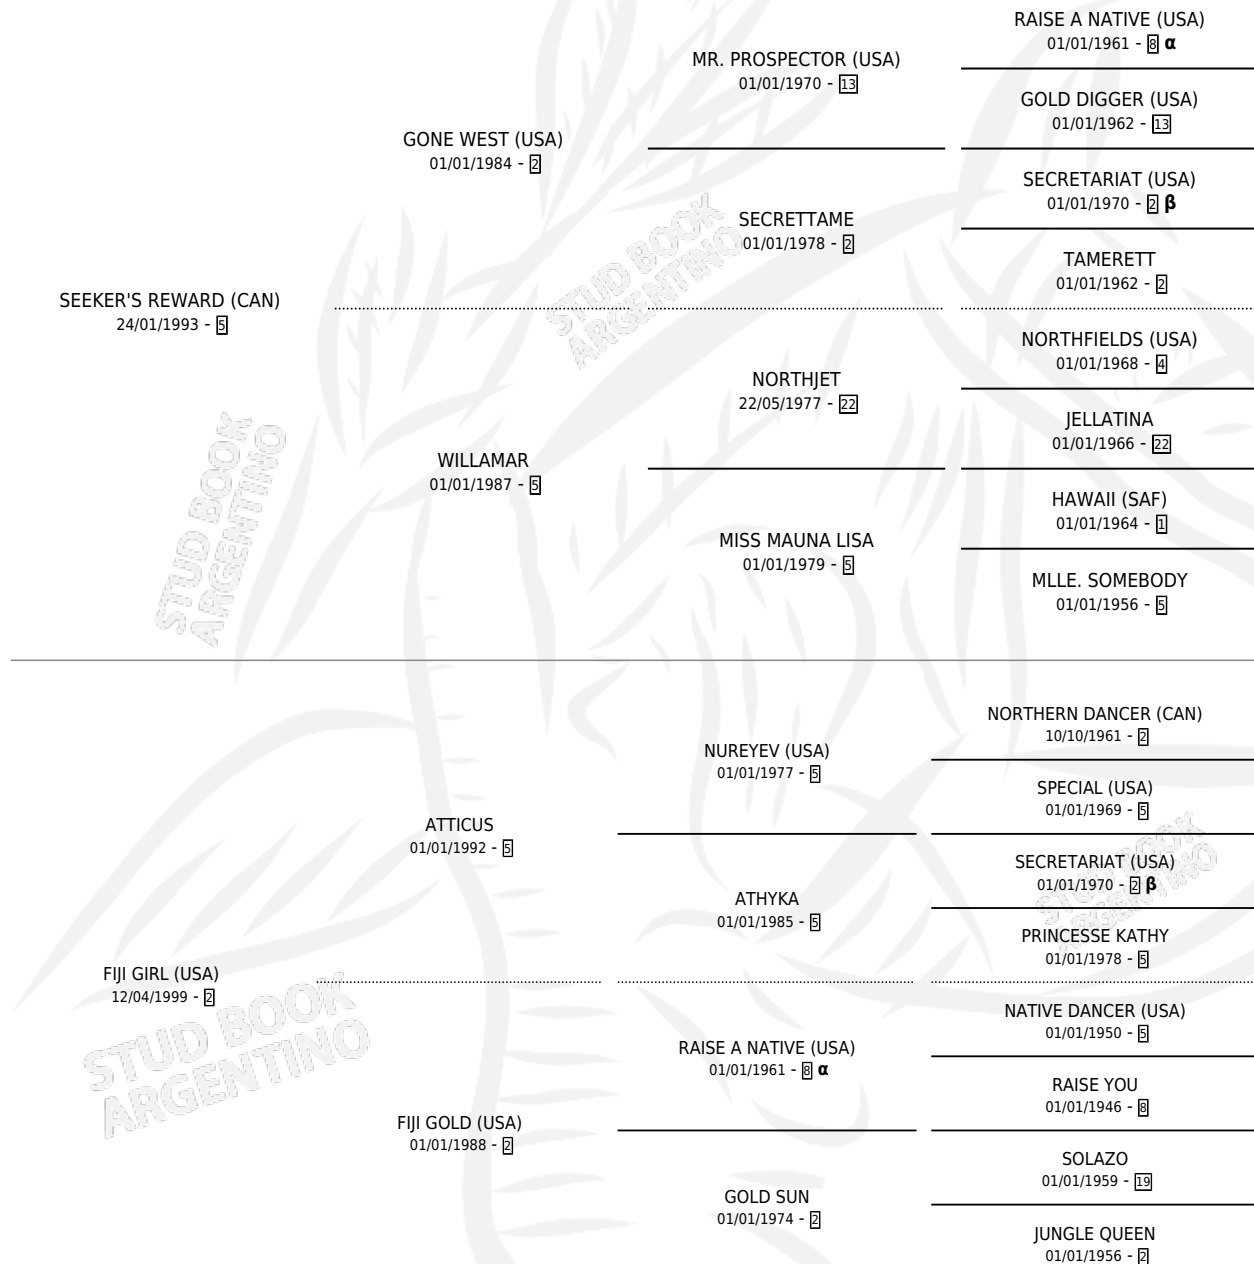 RAISE A NATIVE (USA)
01/01/1961 - 8 α
MR. PROSPECTOR (USA)
01/01/1970 - 13
GOLD DIGGER (USA)
01/01/1962 - 13
GONE WEST (USA)
01/01/1984 - 2
SECRETARIAT (USA)
01/01/1970 - 2 β
SECRETTAME
01/01/1978 - 2
TAMERETT
01/01/1962 - 2
SEEKER'S REWARD (CAN)
24/01/1993 - 5
NORTHFIELDS (USA)
01/01/1968 - 4
NORTHJET
22/05/1977 - 22
JELLATINA
01/01/1966 - 22
WILLAMAR
01/01/1987 - 5
HAWAII (SAF)
01/01/1964 - 1
MISS MAUNA LISA
01/01/1979 - 5
MLLE. SOMEBODY
01/01/1956 - 5
NORTHERN DANCER (CAN)
10/10/1961 - 2
NUREYEV (USA)
01/01/1977 - 5
SPECIAL (USA)
01/01/1969 - 5
ATTICUS
01/01/1992 - 5
SECRETARIAT (USA)
01/01/1970 - 2 β
ATHYKA
01/01/1985 - 5
PRINCESSE KATHY
01/01/1978 - 5
FIJI GIRL (USA)
12/04/1999 - 2
NATIVE DANCER (USA)
01/01/1950 - 5
RAISE A NATIVE (USA)
01/01/1961 - 8 α
RAISE YOU
01/01/1946 - 8
FIJI GOLD (USA)
01/01/1988 - 2
SOLAZO
01/01/1959 - 19
GOLD SUN
01/01/1974 - 2
JUNGLE QUEEN
01/01/1956 - 2
STUD BOOK
ARGENTINO
STUD BOOK
ARGENTINO
STUD BOOK
ARGENTINO
STUD BOOK
ARGENTINO